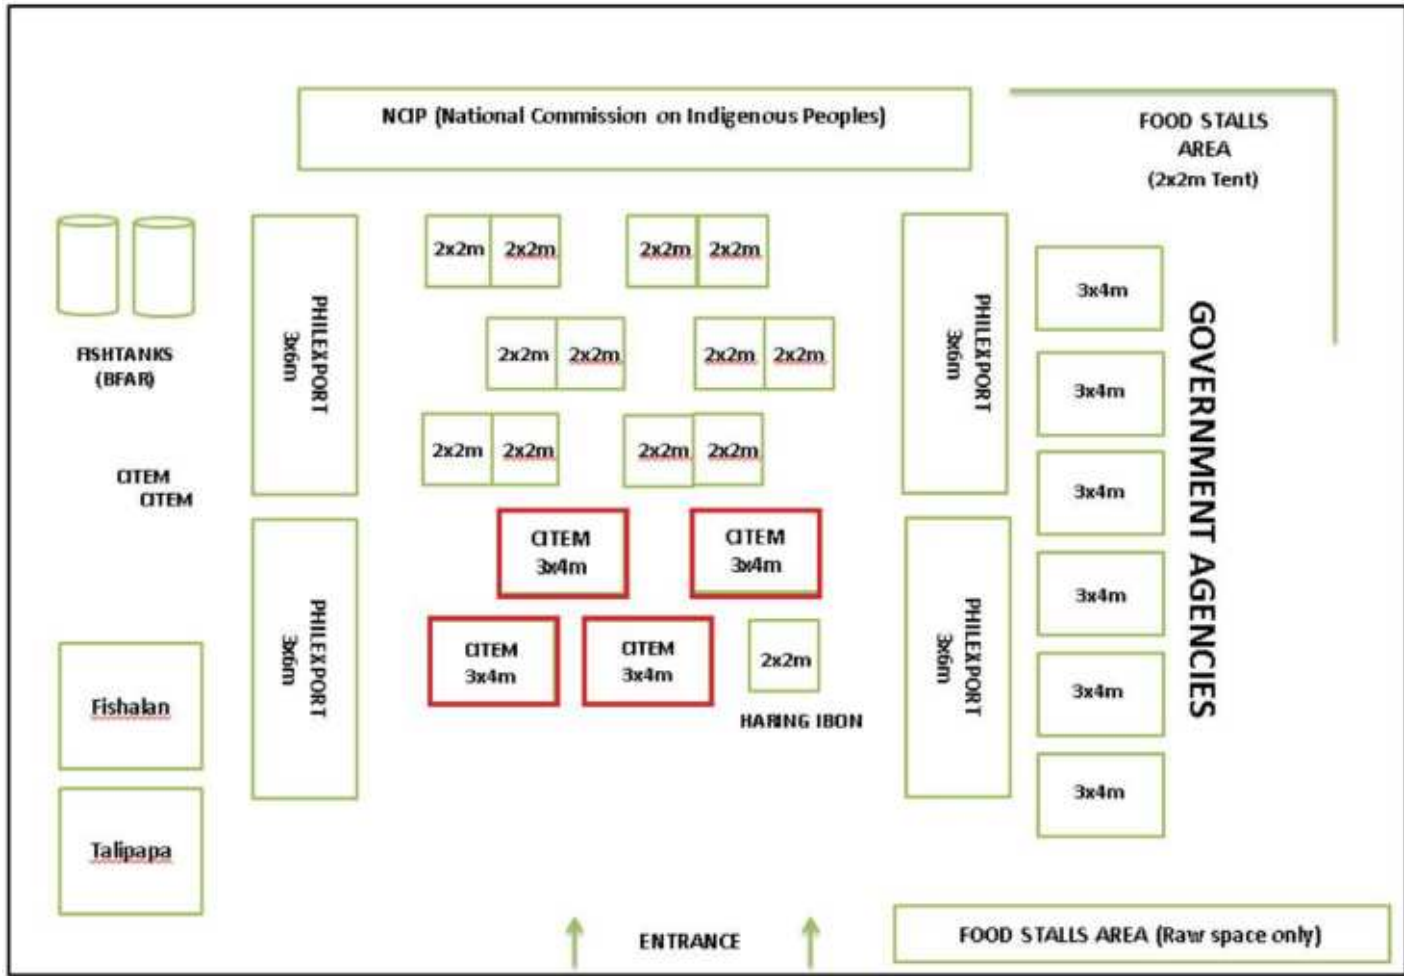 NCIP (National Commission on Indigenous Peoples)
FOOD STALLS
AREA
(2x2m Tent)
2x2m 2x2m 2x2m 2x2m
PHILEXPORT
3x6m
PHILEXPORT
3x6m
3x4m
FISHTANKS
(BFAR)
2x2m 2x2m 2x2m 2x2m
3x4m
GOVERNMENT AGENCIES
2x2m 2x2m 2x2m 2x2m
CITEM
CITEM
3x4m
CITEM
3x4m
CITEM
3x4m
3x4m
PHILEXPORT
3x6m
CITEM
3x4m
CITEM
3x4m
2x2m
HARING IBON
PHILEXPORT
3x6m
3x4m
Fishalan
3x4m
Talipapa
ENTRANCE
FOOD STALLS AREA (Raw space only)